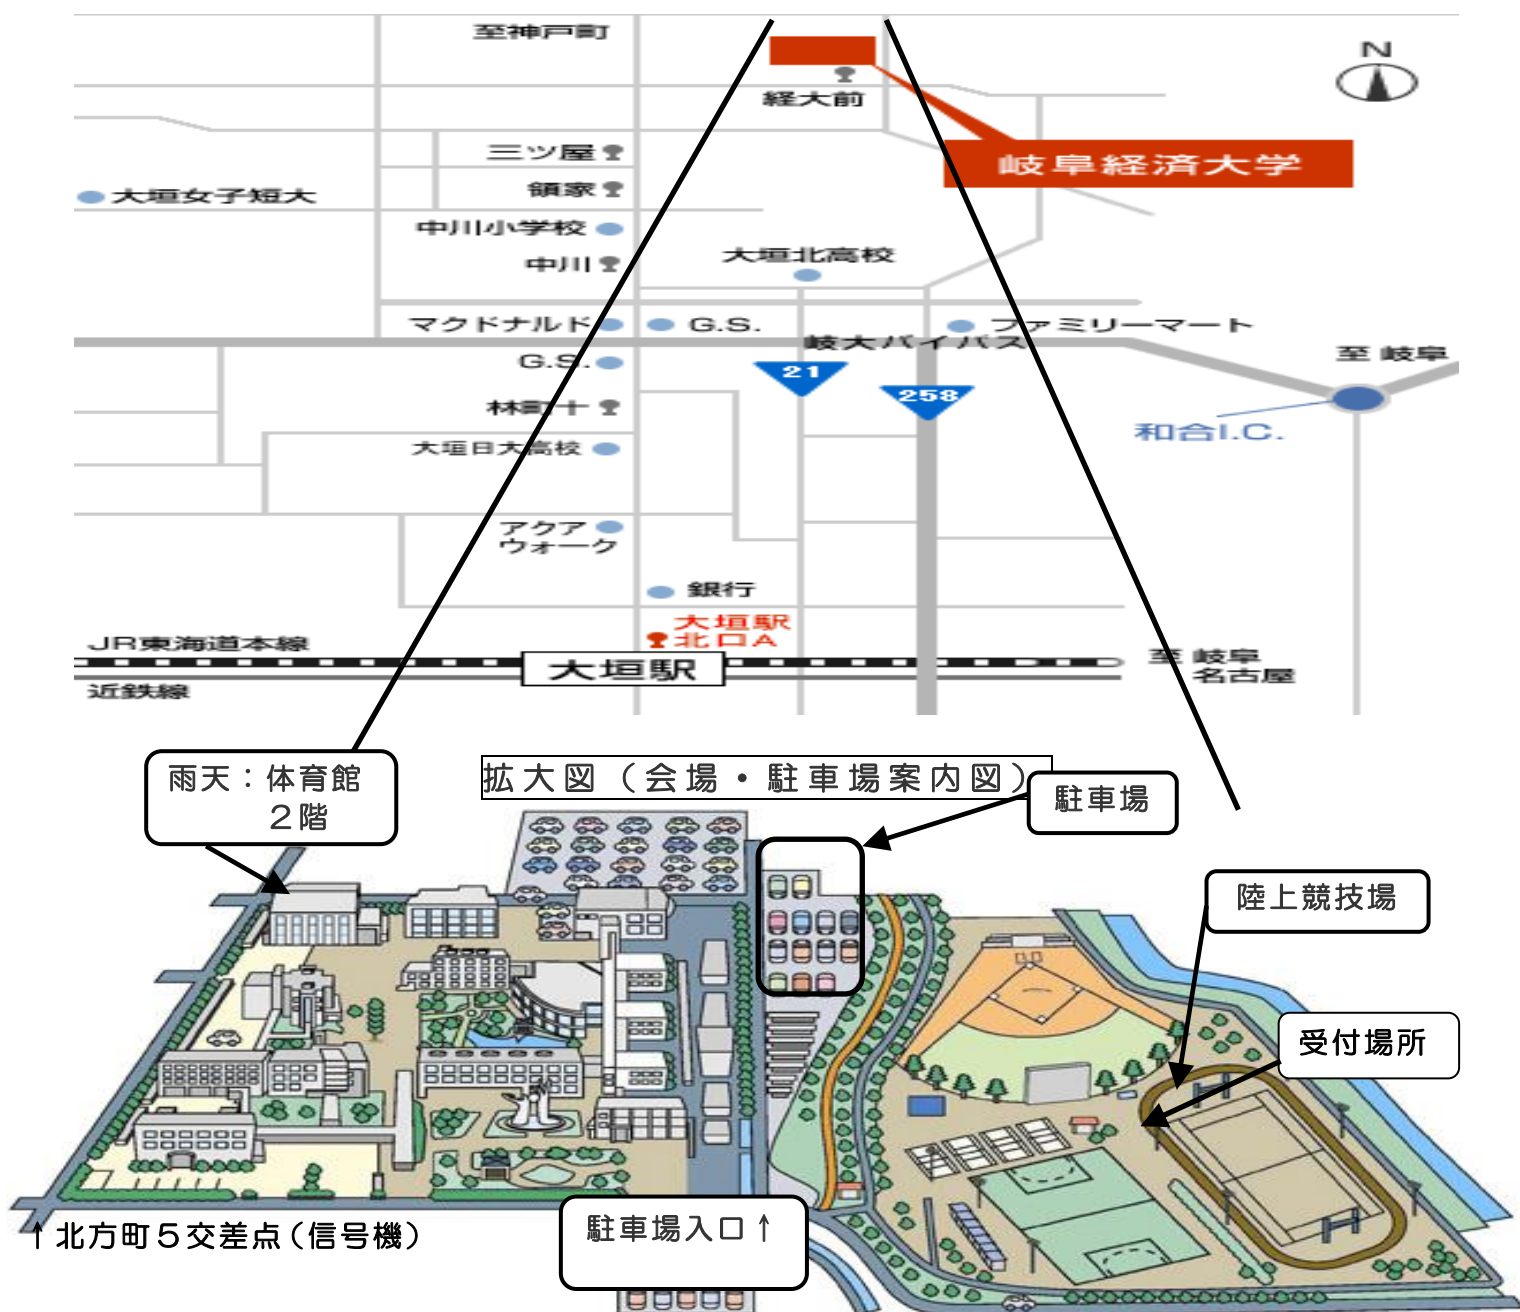 至神戸町
N
経大前
岐阜経済大学
三ツ屋
領家
大垣女子短大
中川小学校
中川
大垣北高校
マクドナルド
G.S.
ファミリーマート
岐大バイパス
至 岐阜
G.S.
21
258
林町十
和合I.C.
大垣日大高校
アクア
ウォーク
銀行
大垣駅
北口A
JR東海道本線
大垣駅
至 岐阜
名古屋
近鉄線
雨天：体育館
２階
拡大図（会場・駐車場案内図）
駐車場
陸上競技場
受付場所
↑北方町５交差点（信号機）
駐車場入口↑